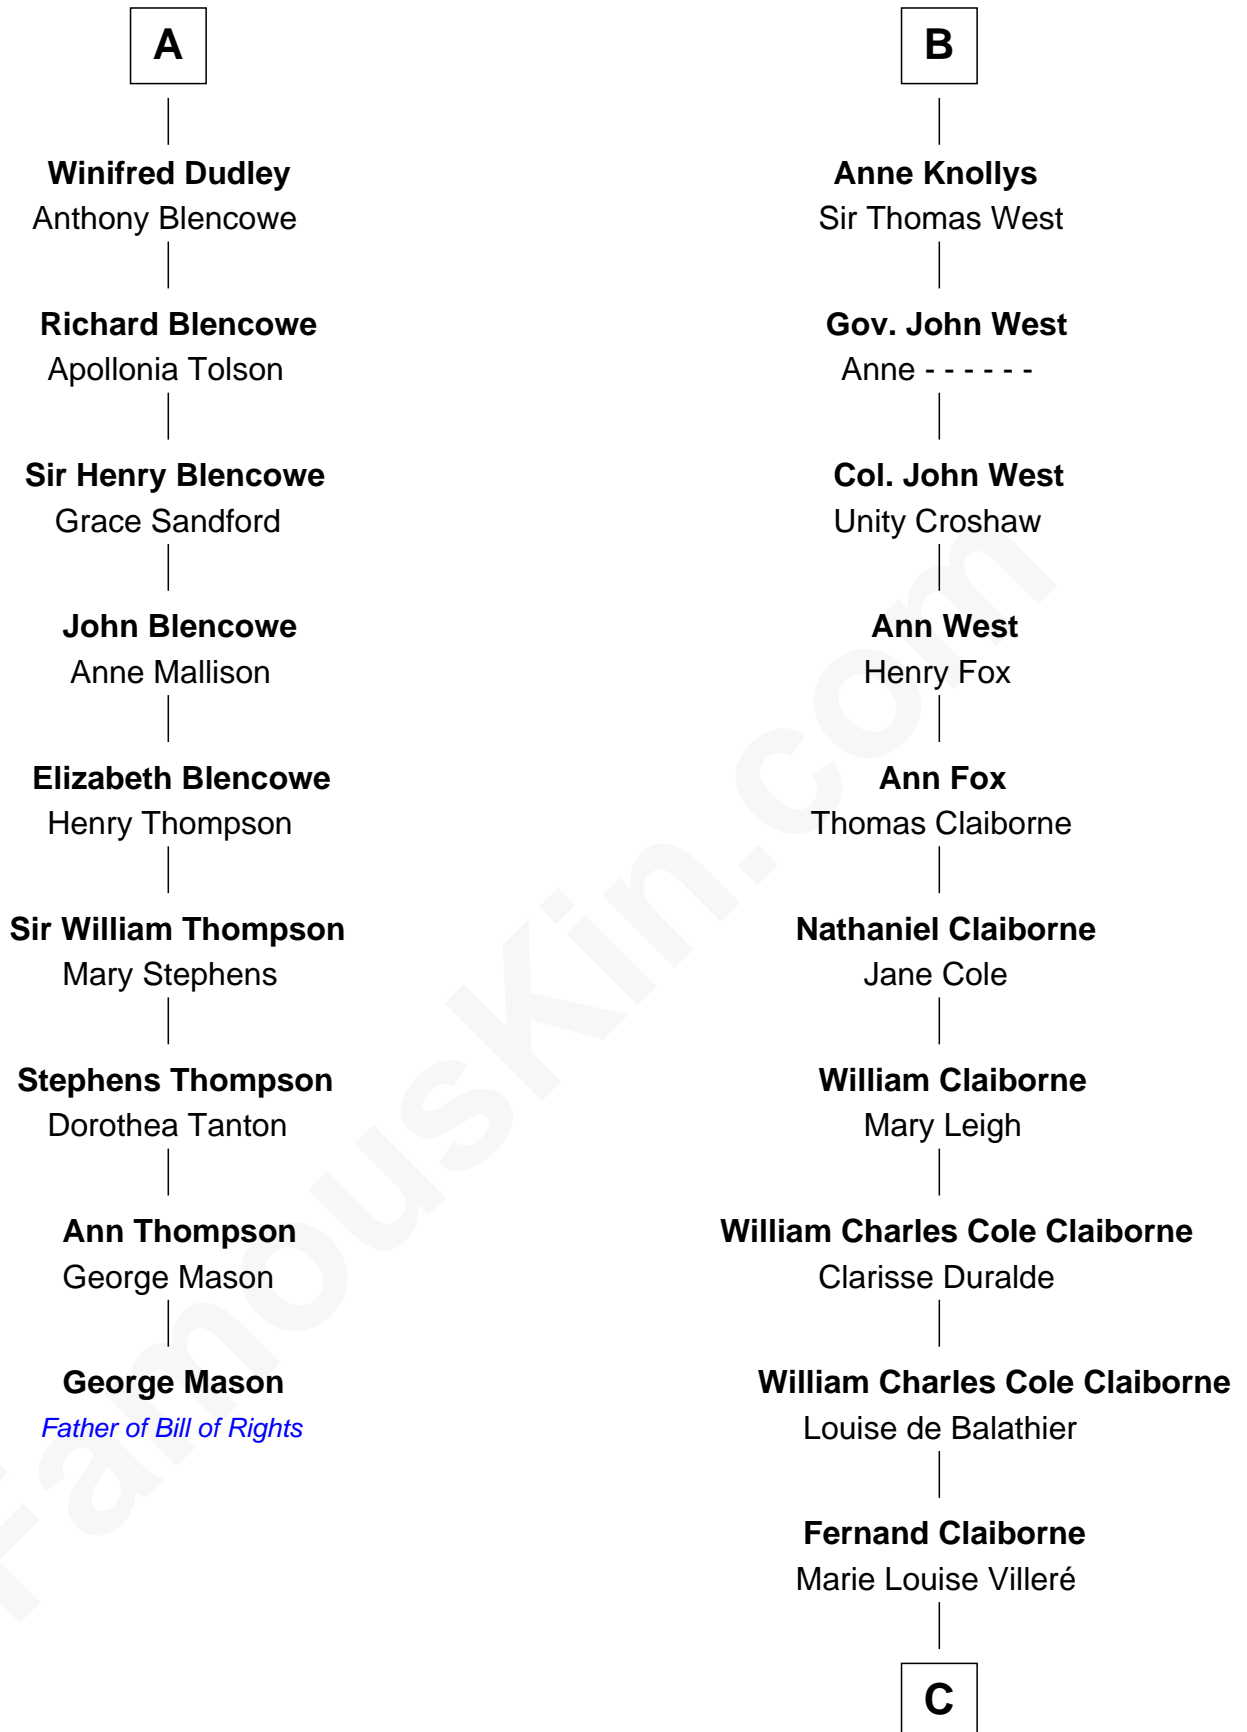 A
Winifred Dudley
Anthony Blencowe
Richard Blencowe
Apollonia Tolson
Sir Henry Blencowe
Grace Sandford
John Blencowe
Anne Mallison
Elizabeth Blencowe
Henry Thompson
Sir William Thompson
Mary Stephens
Stephens Thompson
Dorothea Tanton
Ann Thompson
George Mason
George Mason
Father of Bill of Rights
B
Anne Knollys
Sir Thomas West
Gov. John West
Anne - - - - - -
Col. John West
Unity Croshaw
Ann West
Henry Fox
Ann Fox
Thomas Claiborne
Nathaniel Claiborne
Jane Cole
William Claiborne
Mary Leigh
William Charles Cole Claiborne
Clarisse Duralde
William Charles Cole Claiborne
Louise de Balathier
Fernand Claiborne
Marie Louise Villeré
C
FamousKin.com